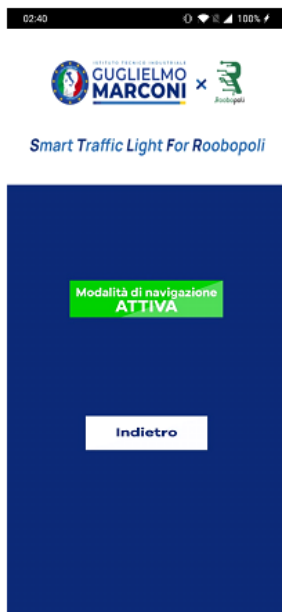 02:40
100%
ISTITUTO TECNICO INDUSTRIALE
GUGLIELMO
MARCONI
×
Roobopoli
Smart Traffic Light For Roobopoli
Modalità di navigazione
ATTIVA
Indietro